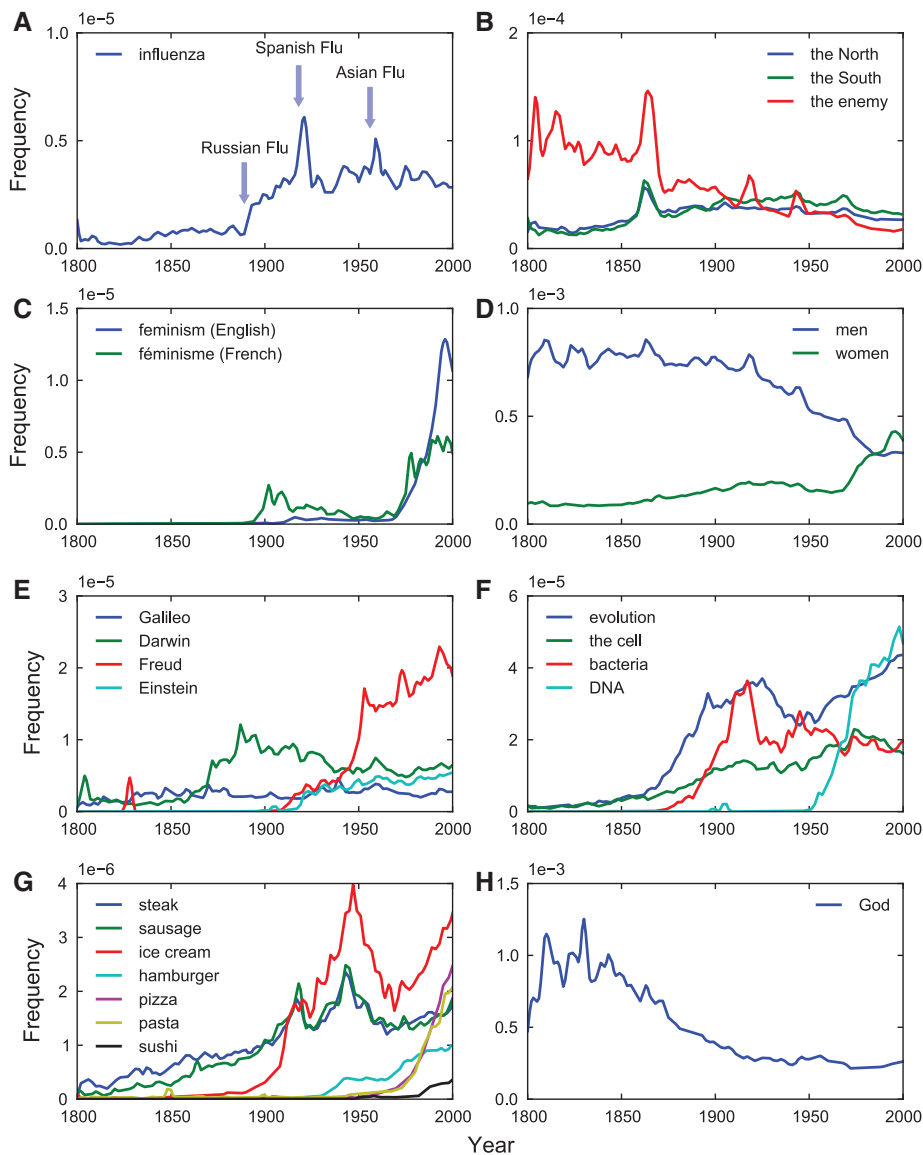 A
1e−5
1.0
0.5
0.0
Frequency
influenza
Spanish Flu
Asian Flu
Russian Flu
1800 1850 1900 1950 2000
B
1e−4
2
1
0
the North
the South
the enemy
1800 1850 1900 1950 2000
C
1e−5
1.5
1.0
0.5
0.0
Frequency
feminism (English)
féminisme (French)
1800 1850 1900 1950 2000
D
1e−3
1.0
0.5
0.0
men
women
1800 1850 1900 1950 2000
E
1e−5
3
2
1
0
Frequency
Galileo
Darwin
Freud
Einstein
1800 1850 1900 1950 2000
F
1e−5
6
4
2
0
evolution
the cell
bacteria
DNA
1800 1850 1900 1950 2000
G
1e−6
4
3
2
1
0
Frequency
steak
sausage
ice cream
hamburger
pizza
pasta
sushi
1800 1850 1900 1950 2000
H
1e−3
1.5
1.0
0.5
0.0
God
1800 1850 1900 1950 2000
Year